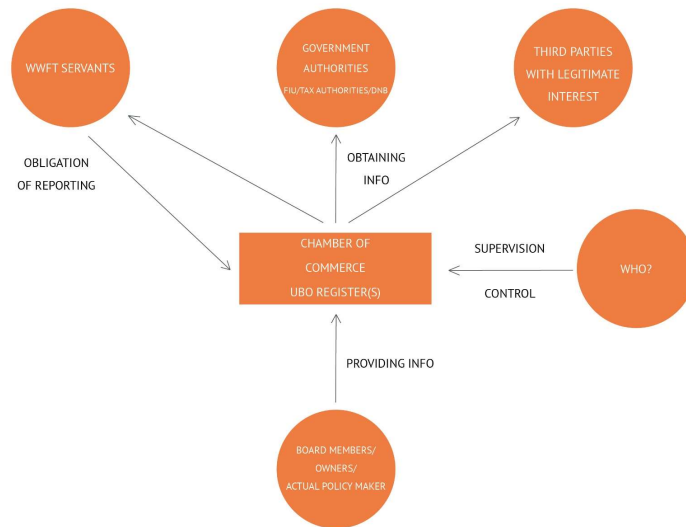 WWFT SERVANTS
GOVERNMENT
AUTHORITIES
FIU/TAX AUTHORITIES/DNB
THIRD PARTIES
WITH LEGITIMATE
INTEREST
OBLIGATION
OF REPORTING
OBTAINING
INFO
CHAMBER OF
COMMERCE
UBO REGISTER(S)
SUPERVISION
CONTROL
WHO?
PROVIDING INFO
BOARD MEMBERS/
OWNERS/
ACTUAL POLICY MAKER